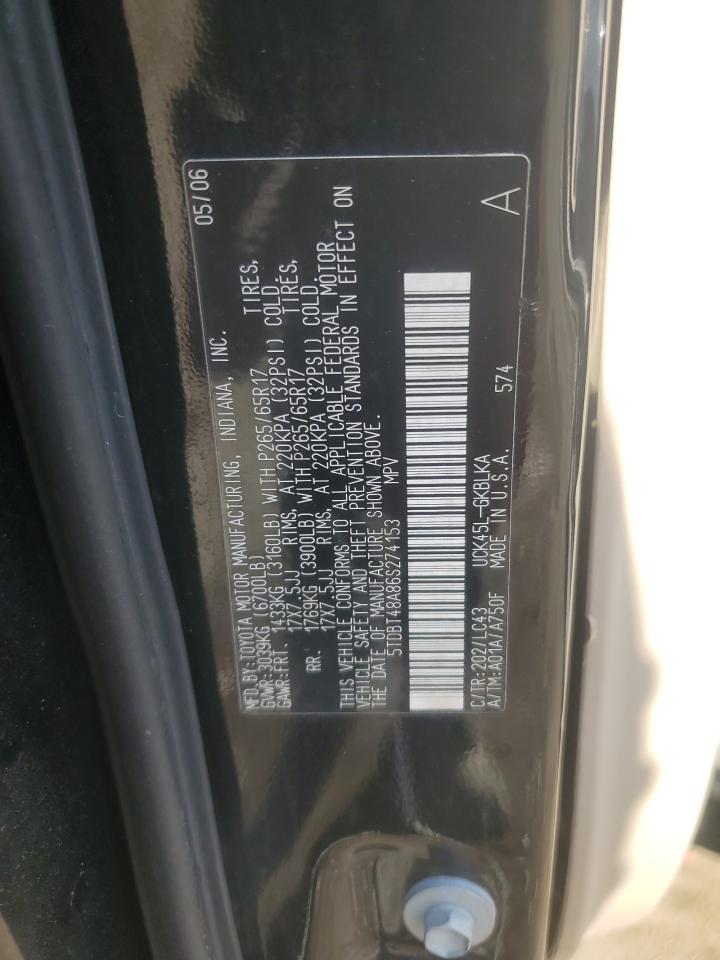 MFD.BY:TOYOTA MOTOR MANUFACTURING, INDIANA, INC. 05/06
GVWR:3039KG (6700LB)
GAWR:FRT. 1433KG (3160LB) WITH P265/65R17 TIRES,
17X7.5JJ RIMS, AT 220KPA (32PSI) COLD.
RR. 1769KG (3900LB) WITH P265/65R17 TIRES,
17X7.5JJ RIMS, AT 220KPA (32PSI) COLD.
THIS VEHICLE CONFORMS TO ALL APPLICABLE FEDERAL MOTOR
VEHICLE SAFETY AND THEFT PREVENTION STANDARDS IN EFFECT ON
THE DATE OF MANUFACTURE SHOWN ABOVE.
5TDBT48A86S274153 MPV
C/TR:202/LC43 UCK45L-GKBLKA
A/TM:A01A/A750F MADE IN U.S.A. 574 A